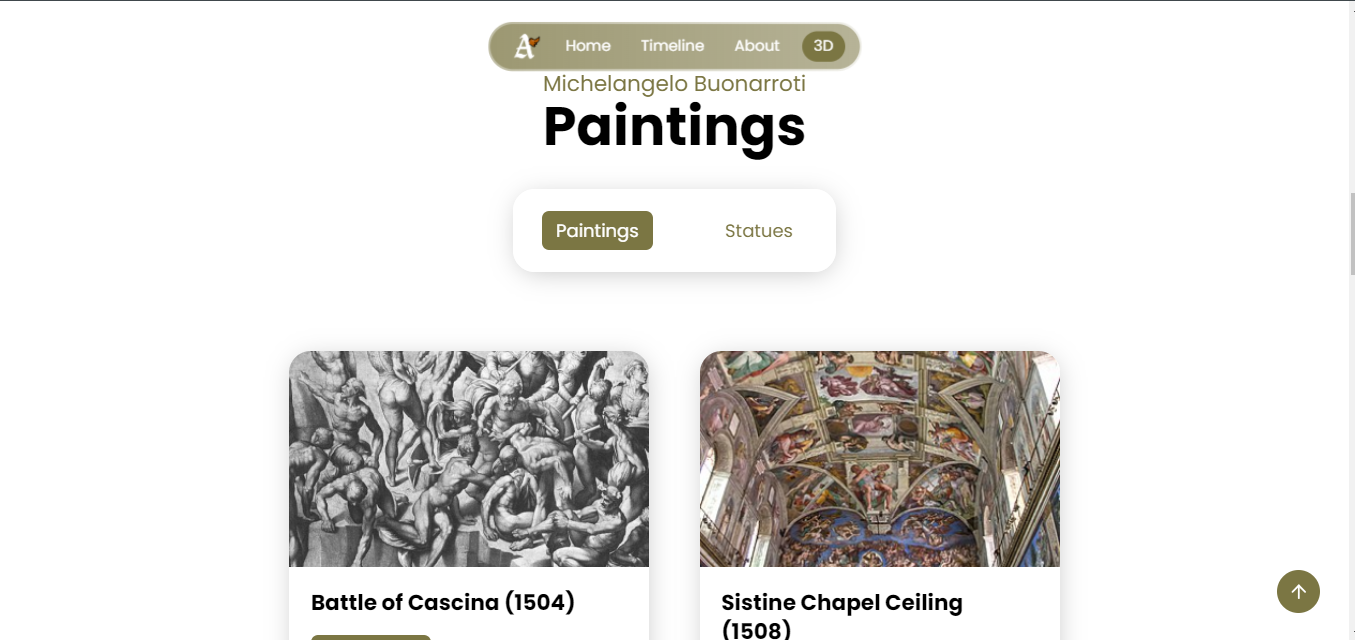 A Home Timeline About 3D
Michelangelo Buonarroti
Paintings
Paintings Statues
Battle of Cascina (1504)
Sistine Chapel Ceiling
(1508)